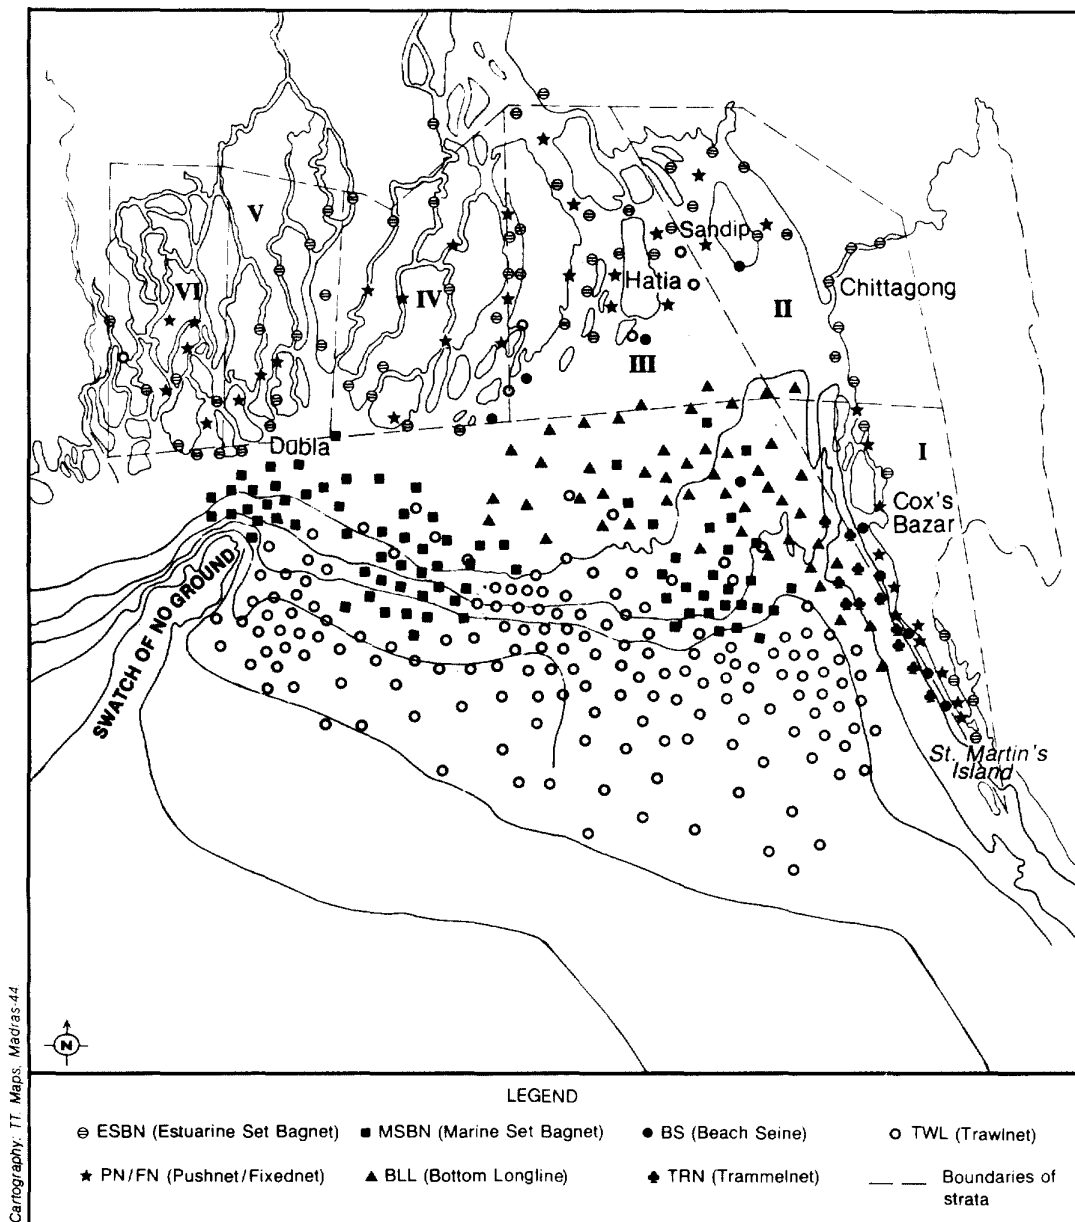 V
Sandip
VI
IV
Hatia
II
Chittagong
III
Dubla
I
Cox's
Bazar
SWATCH OF NO GROUND
St. Martin's
Island
N
Cartography: TT. Maps, Madras-44.
LEGEND
ESBN (Estuarine Set Bagnet)
MSBN (Marine Set Bagnet)
BS (Beach Seine)
TWL (Trawlnet)
PN/FN (Pushnet/Fixednet)
BLL (Bottom Longline)
TRN (Trammelnet)
Boundaries of
strata